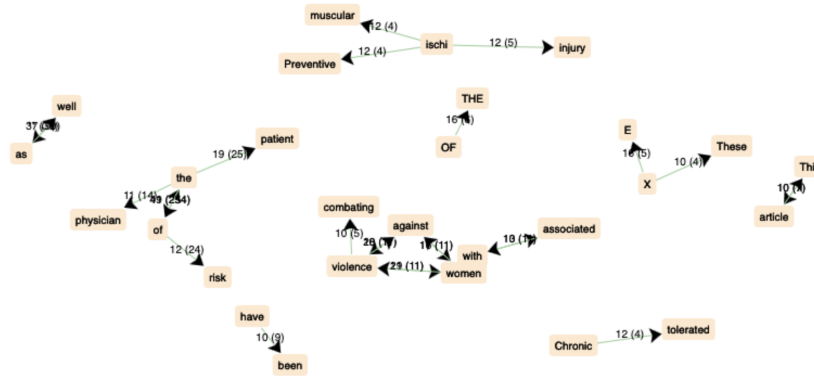 muscular
12 (4)
ischi
12 (5)
injury
12 (4)
Preventive
THE
16
OF
well
as
patient
19 (25)
the
11 (14)
physician
of
12 (24)
risk
E
(5)
These
10 (4)
X
Thi
article
combating
against
associated
10 (5)
(11)
with
violence
(11)
women
have
10 (9)
been
tolerated
12 (4)
Chronic